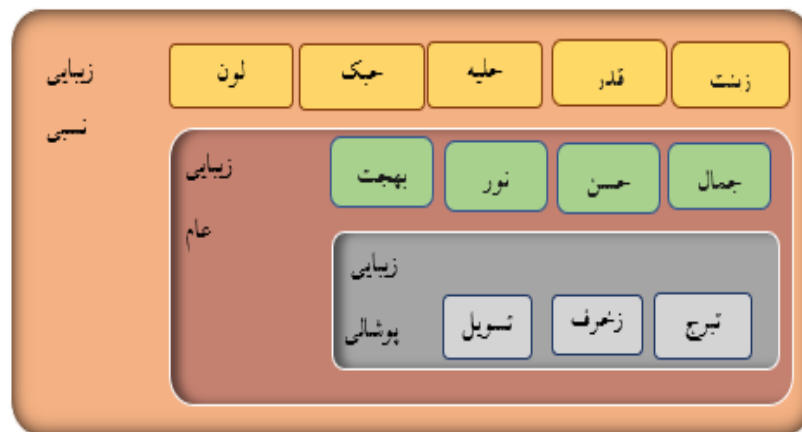 زیبایی
نسبی
زینت
قدر
حلیه
حبک
لون
زیبایی
عام
جمال
حسن
نور
بهجت
زیبایی
پوشالی
تبرج
زخرف
تسویل